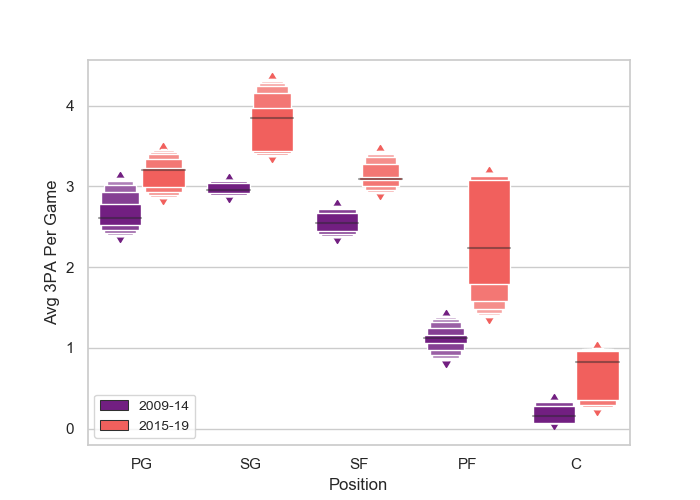 4
3
2
1
0
Avg 3PA Per Game
2009-14
2015-19
PG SG SF PF C
Position